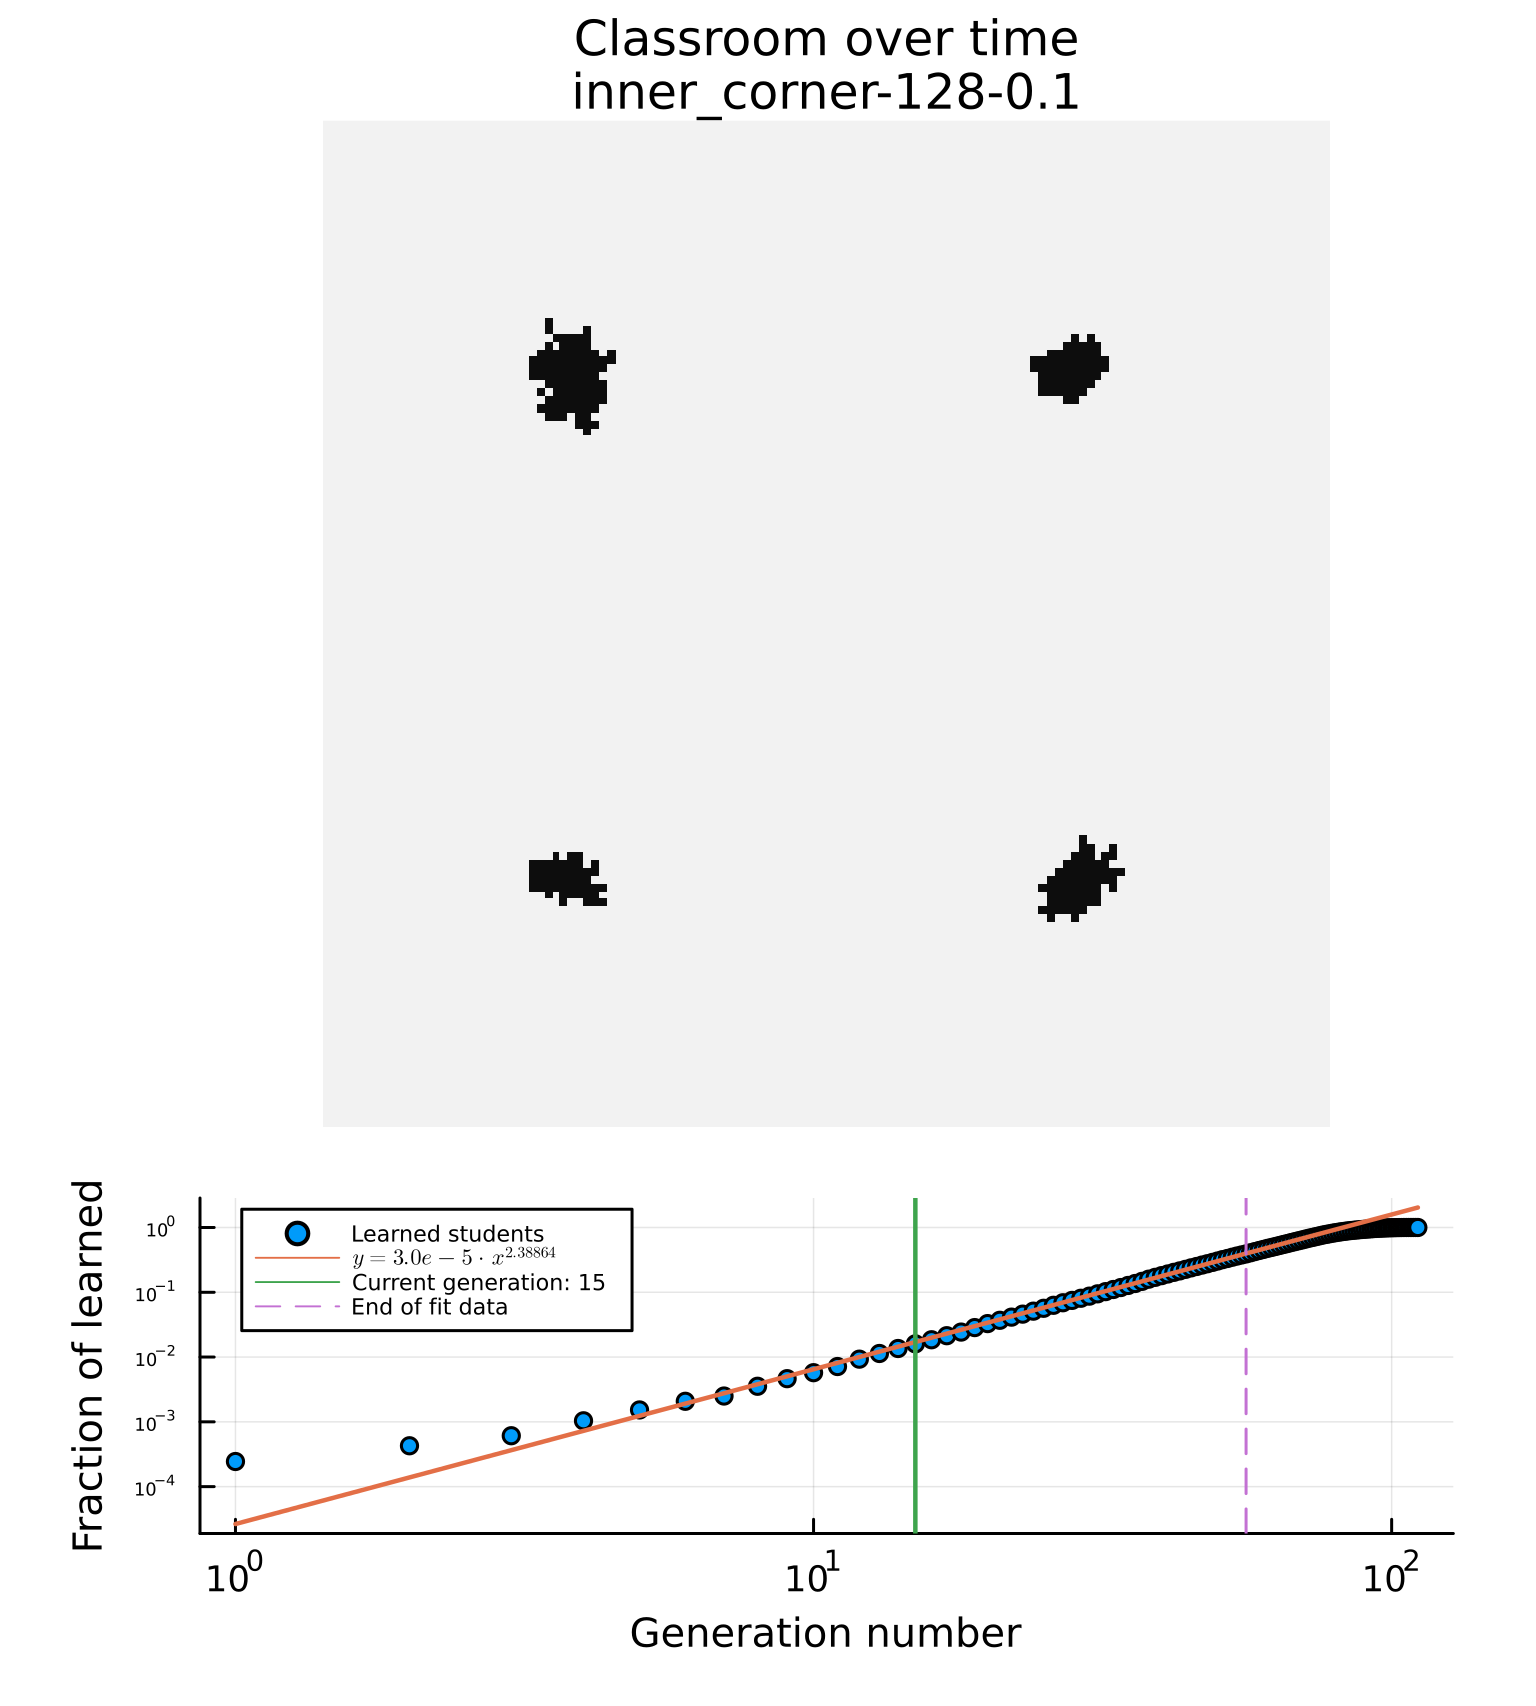 Classroom over time
inner_corner-128-0.1
Fraction of learned
10^0
10^-1
10^-2
10^-3
10^-4
Learned students
y = 3.0e − 5 · x^2.38864
Current generation: 15
End of fit data
10^0
10^1
10^2
Generation number